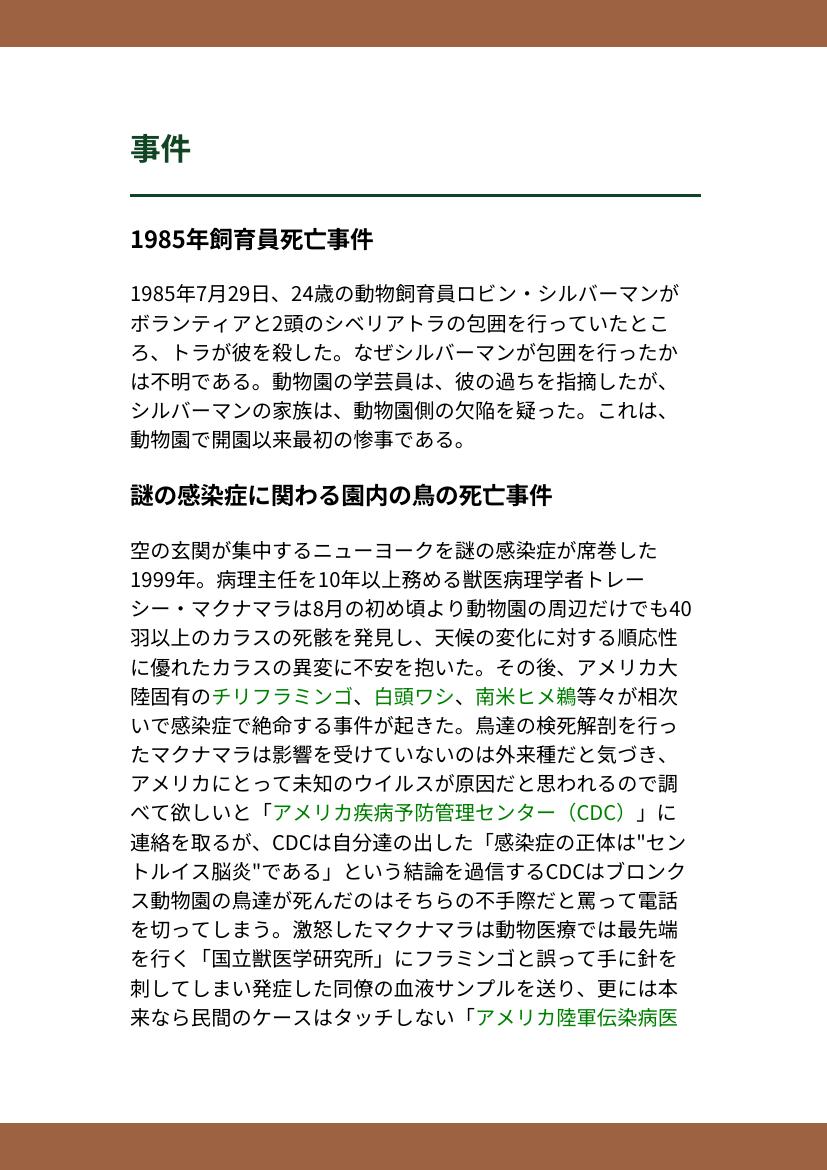 事件
1985年飼育員死亡事件
1985年7月29日、24歳の動物飼育員ロビン・シルバーマンが
ボランティアと2頭のシベリアトラの包囲を行っていたとこ
ろ、トラが彼を殺した。なぜシルバーマンが包囲を行ったか
は不明である。動物園の学芸員は、彼の過ちを指摘したが、
シルバーマンの家族は、動物園側の欠陥を疑った。これは、
動物園で開園以来最初の惨事である。
謎の感染症に関わる園内の鳥の死亡事件
空の玄関が集中するニューヨークを謎の感染症が席巻した
1999年。病理主任を10年以上務める獣医病理学者トレー
シー・マクナマラは8月の初め頃より動物園の周辺だけでも40
羽以上のカラスの死骸を発見し、天候の変化に対する順応性
に優れたカラスの異変に不安を抱いた。その後、アメリカ大
陸固有のチリフラミンゴ、白頭ワシ、南米ヒメ鵜等々が相次
いで感染症で絶命する事件が起きた。鳥達の検死解剖を行っ
たマクナマラは影響を受けていないのは外来種だと気づき、
アメリカにとって未知のウイルスが原因だと思われるので調
べて欲しいと「アメリカ疾病予防管理センター（CDC）」に
連絡を取るが、CDCは自分達の出した「感染症の正体は"セン
トルイス脳炎"である」という結論を過信するCDCはブロンク
ス動物園の鳥達が死んだのはそちらの不手際だと罵って電話
を切ってしまう。激怒したマクナマラは動物医療では最先端
を行く「国立獣医学研究所」にフラミンゴと誤って手に針を
刺してしまい発症した同僚の血液サンプルを送り、更には本
来なら民間のケースはタッチしない「アメリカ陸軍伝染病医